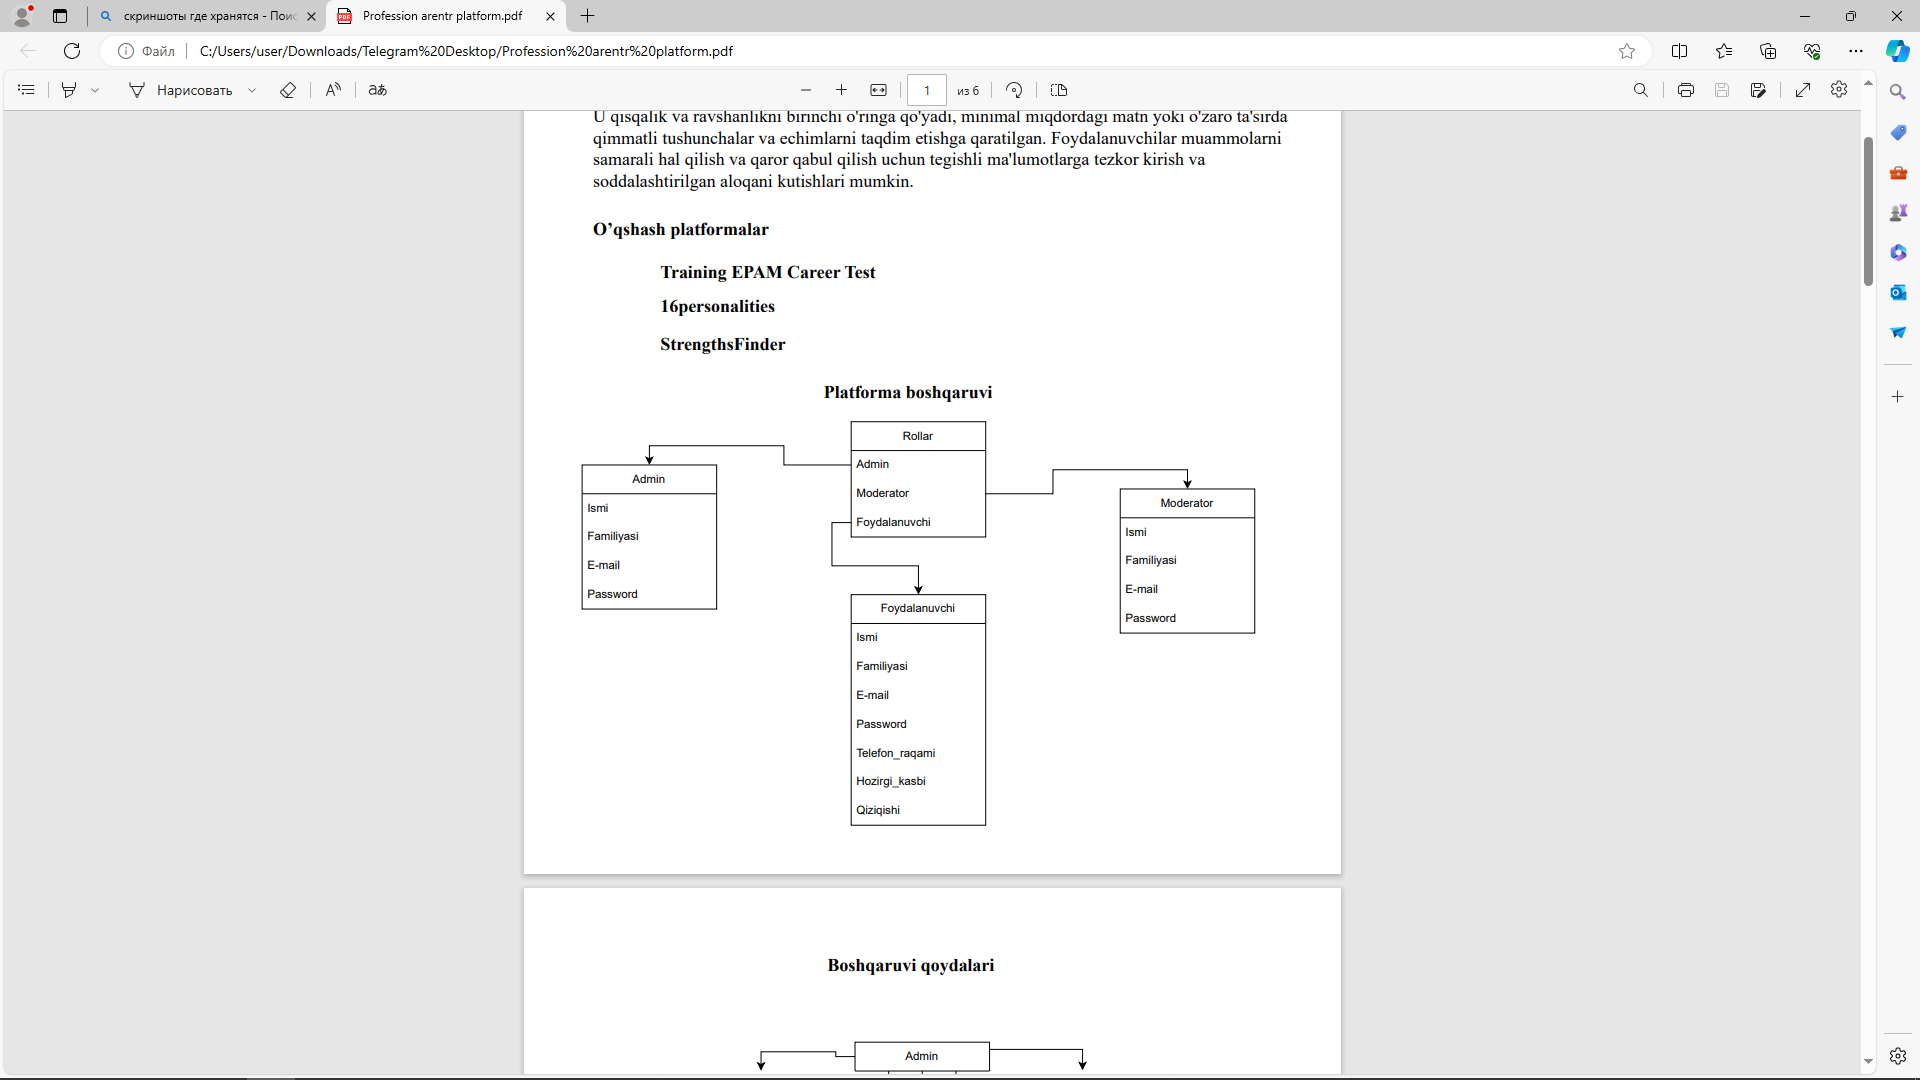 скриншоты где хранятся - Поис
Profession arentr platform.pdf
Файл
C:/Users/user/Downloads/Telegram%20Desktop/Profession%20arentr%20platform.pdf
Нарисовать
1
из 6
U qisqalik va ravshanlikni birinchi o'ringa qo'yadi, minimal miqdordagi matn yoki o'zaro ta'sirda
qimmatli tushunchalar va echimlarni taqdim etishga qaratilgan. Foydalanuvchilar muammolarni
samarali hal qilish va qaror qabul qilish uchun tegishli ma'lumotlarga tezkor kirish va
soddalashtirilgan aloqani kutishlari mumkin.
O’qshash platformalar
Training EPAM Career Test
16personalities
StrengthsFinder
Platforma boshqaruvi
Rollar
Admin
Moderator
Foydalanuvchi
Admin
Ismi
Familiyasi
E-mail
Password
Moderator
Ismi
Familiyasi
E-mail
Password
Foydalanuvchi
Ismi
Familiyasi
E-mail
Password
Telefon_raqami
Hozirgi_kasbi
Qiziqishi
Boshqaruvi qoydalari
Admin